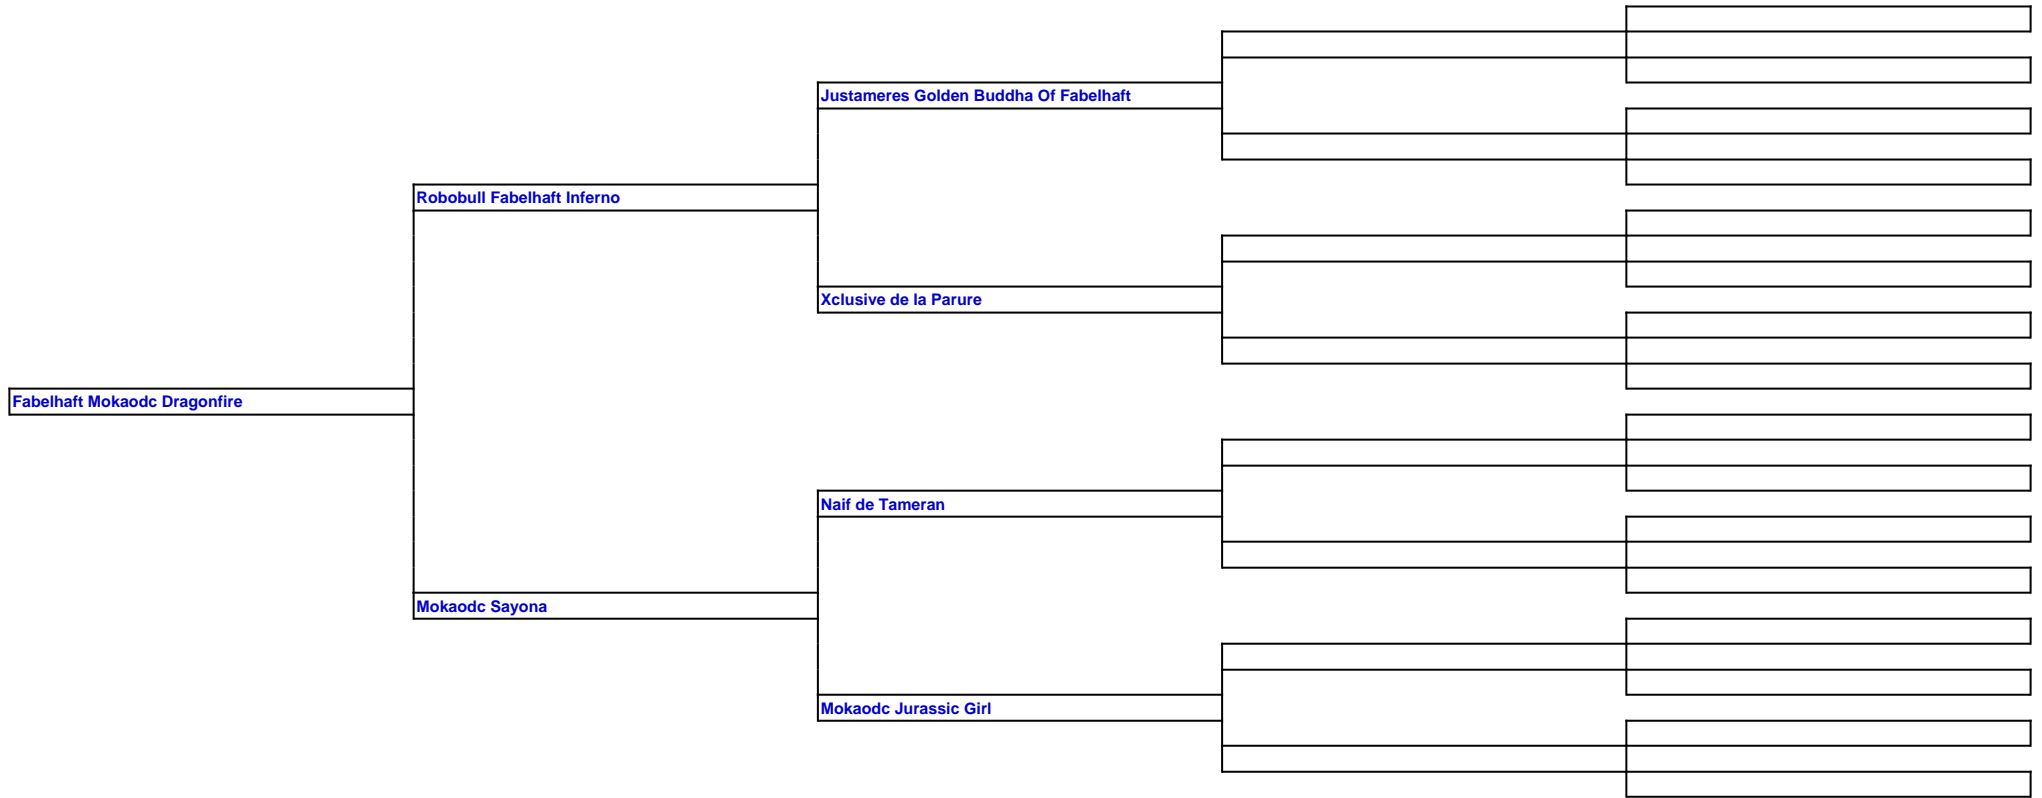 Justameres Golden Buddha Of Fabelhaft
Robobull Fabelhaft Inferno
Xclusive de la Parure
Fabelhaft Mokaodc Dragonfire
Naif de Tameran
Mokaodc Sayona
Mokaodc Jurassic Girl